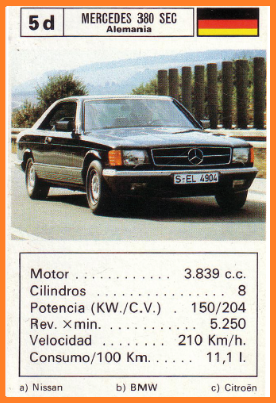 5d
MERCEDES 380 SEC
Alemania
S-EL 4904
Motor ............ 3.839 c.c.
Cilindros .................. 8
Potencia (KW./C.V.) . 150/204
Rev. ×min. ............ 5.250
Velocidad ....... 210 Km/h.
Consumo/100 Km. ..... 11,1 l.
a) Nissan b) BMW c) Citroën